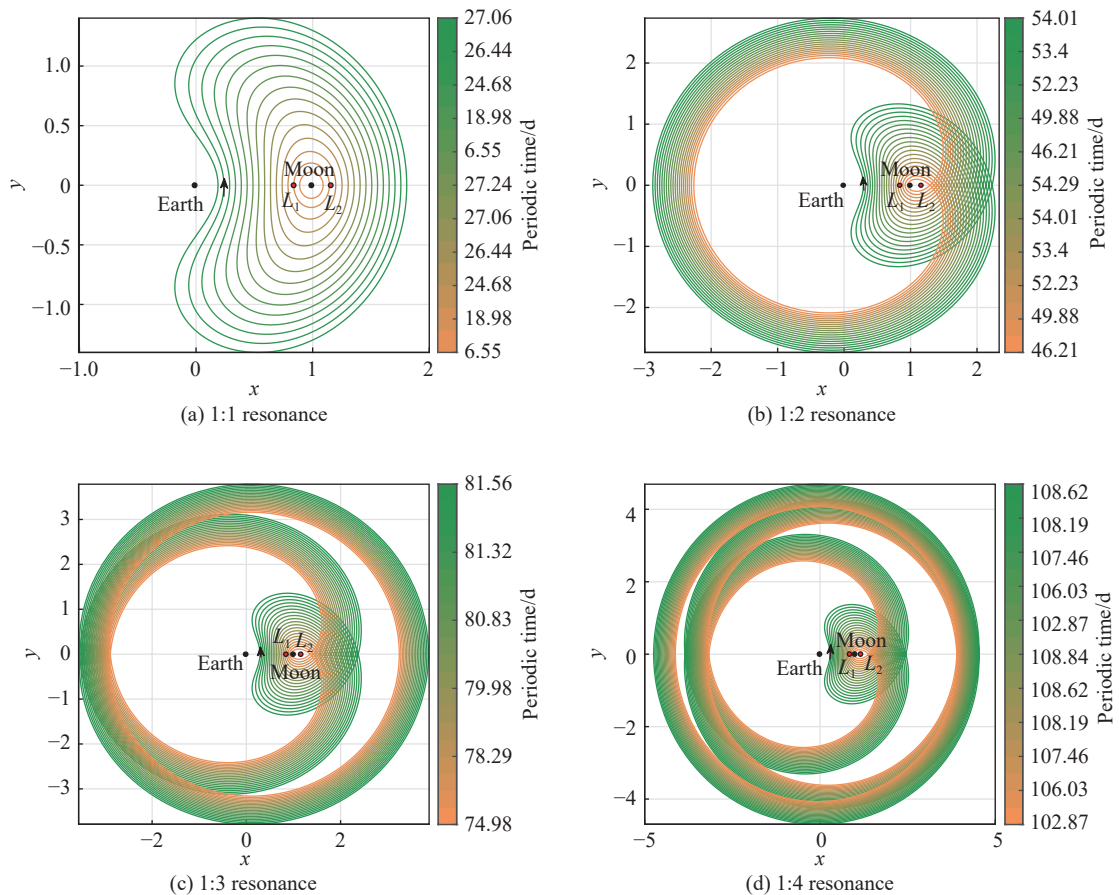 27.06
26.44
24.68
18.98
6.55
27.24
27.06
26.44
24.68
18.98
6.55
Periodic time/d
1.0
0.5
0
−0.5
−1.0
y
Earth
Moon
L1
L2
−1.0
0
1
2
x
(a) 1:1 resonance
54.01
53.4
52.23
49.88
46.21
54.29
54.01
53.4
52.23
49.88
46.21
Periodic time/d
2
1
0
−1
−2
y
Earth
Moon
L1
L2
−3
−2
−1
0
1
2
x
(b) 1:2 resonance
81.56
81.32
80.83
79.98
78.29
74.98
Periodic time/d
3
2
1
0
−1
−2
−3
y
L1
L2
Earth
Moon
−2
0
2
x
(c) 1:3 resonance
108.62
108.19
107.46
106.03
102.87
108.84
108.62
108.19
107.46
106.03
102.87
Periodic time/d
4
2
0
−2
−4
y
Moon
Earth
L1
L2
−5
0
5
x
(d) 1:4 resonance